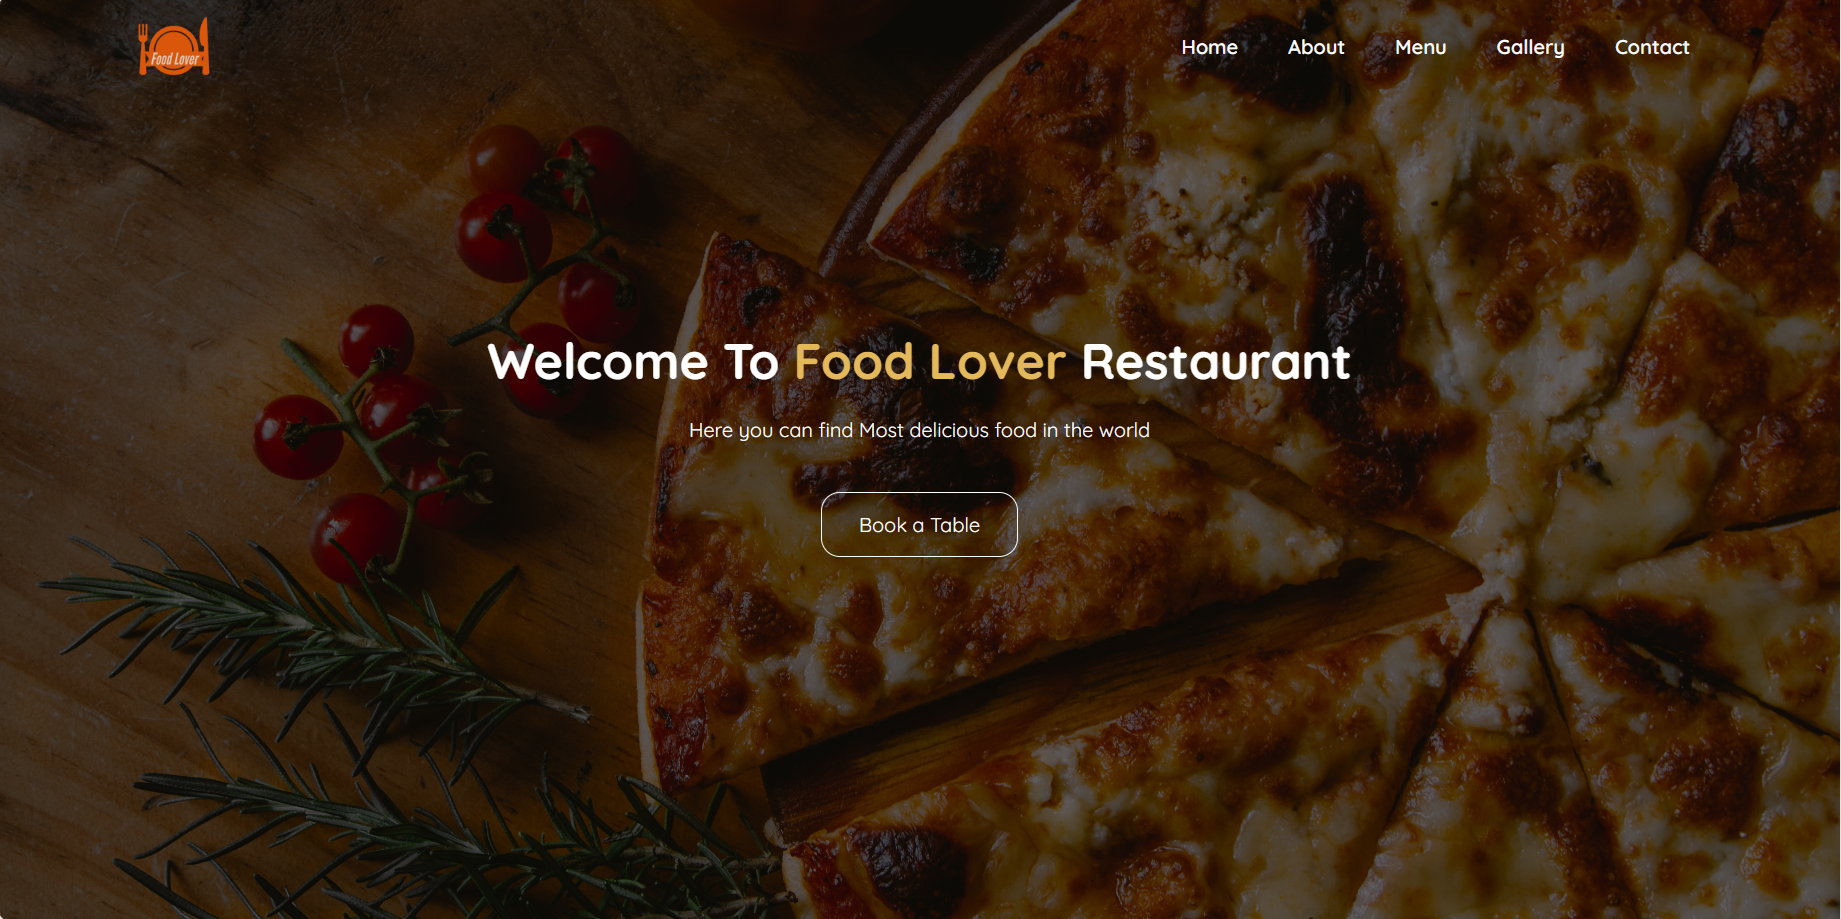 Food Lover
Home About Menu Gallery Contact
Welcome To Food Lover Restaurant
Here you can find Most delicious food in the world
Book a Table